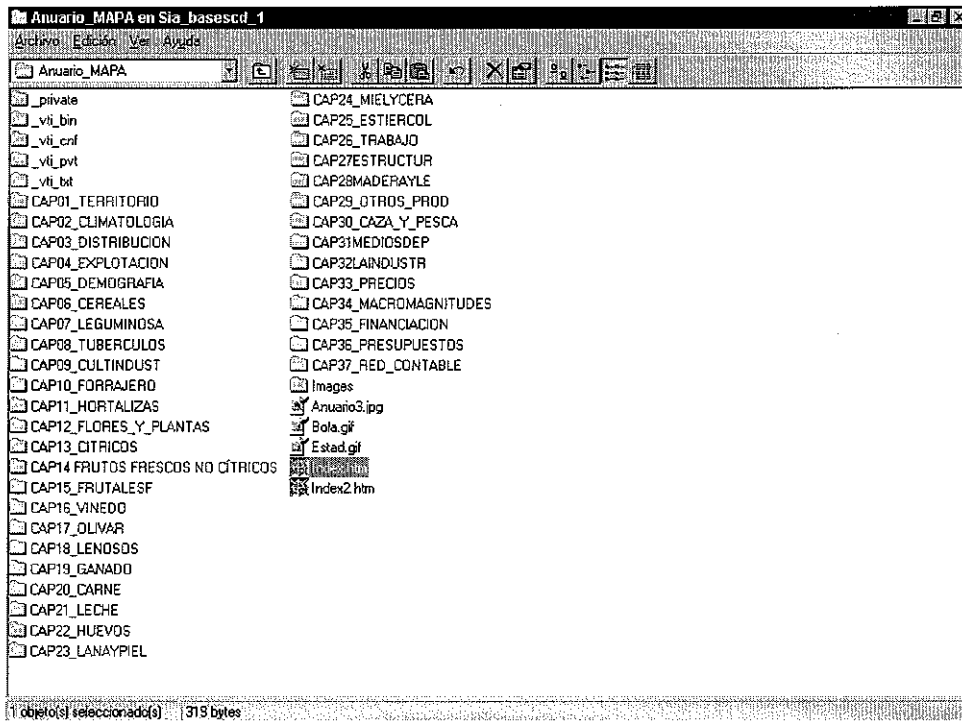 Anuario_MAPA en Sia_basescd_1
Archivo Edición Ver Ayuda
Anuario_MAPA
_private
_vti_bin
_vti_cnf
_vti_pvt
_vti_txt
CAP01_TERRITORIO
CAP02_CLIMATOLOGIA
CAP03_DISTRIBUCION
CAP04_EXPLOTACION
CAP05_DEMOGRAFIA
CAP06_CEREALES
CAP07_LEGUMINOSA
CAP08_TUBERCULOS
CAP09_CULTINDUST
CAP10_FORRAJERO
CAP11_HORTALIZAS
CAP12_FLORES_Y_PLANTAS
CAP13_CITRICOS
CAP14 FRUTOS FRESCOS NO CÍTRICOS
CAP15_FRUTALESF
CAP16_VINEDO
CAP17_OLIVAR
CAP18_LENOSOS
CAP19_GANADO
CAP20_CARNE
CAP21_LECHE
CAP22_HUEVOS
CAP23_LANAYPIEL
CAP24_MIELYCERA
CAP25_ESTIERCOL
CAP26_TRABAJO
CAP27ESTRUCTUR
CAP28MADERAYLE
CAP29_OTROS_PROD
CAP30_CAZA_Y_PESCA
CAP31MEDIOSDEP
CAP32LAINDUSTR
CAP33_PRECIOS
CAP34_MACROMAGNITUDES
CAP35_FINANCIACION
CAP36_PRESUPUESTOS
CAP37_RED_CONTABLE
Images
Anuario3.jpg
Bola.gif
Estad.gif
Index.htm
Index2.htm
1 objeto(s) seleccionado(s) 318 bytes